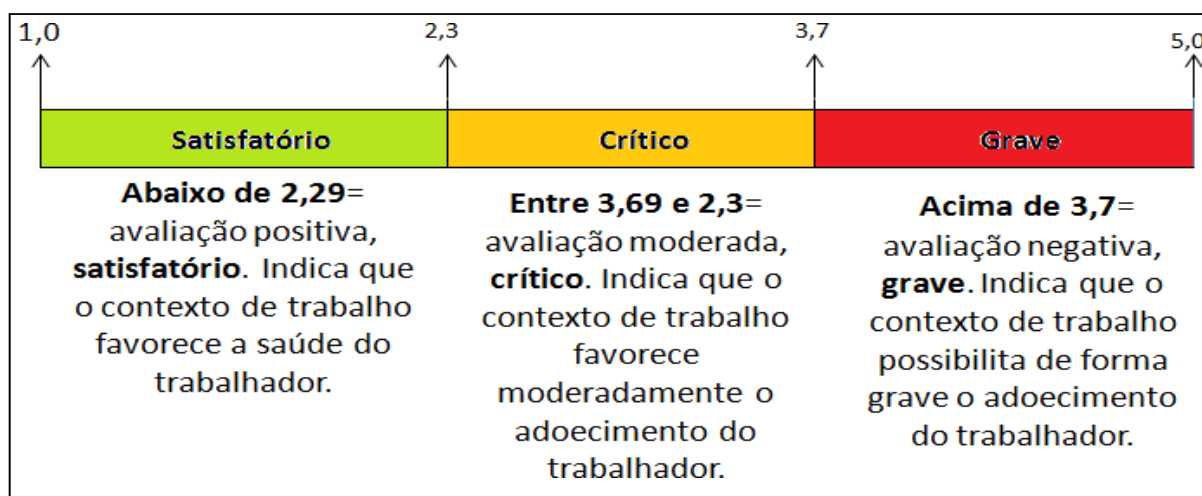 1,0
2,3
3,7
5,0
Satisfatório
Crítico
Grave
Abaixo de 2,29=
avaliação positiva,
satisfatório. Indica que
o contexto de trabalho
favorece a saúde do
trabalhador.
Entre 3,69 e 2,3=
avaliação moderada,
crítico. Indica que o
contexto de trabalho
favorece
moderadamente o
adoecimento do
trabalhador.
Acima de 3,7=
avaliação negativa,
grave. Indica que o
contexto de trabalho
possibilita de forma
grave o adoecimento
do trabalhador.